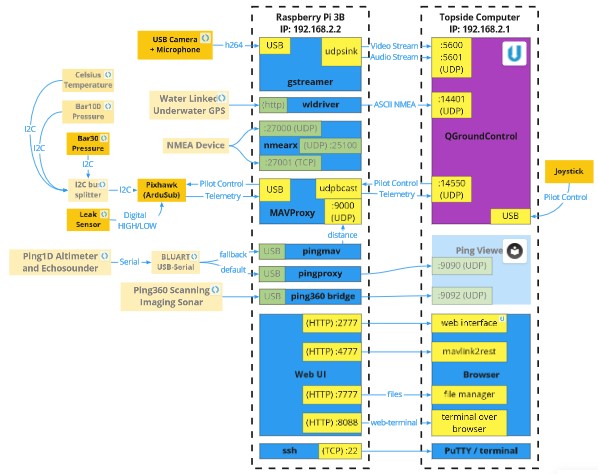 Raspberry Pi 3B
IP: 192.168.2.2
Topside Computer
IP: 192.168.2.1
USB Camera
+ Microphone
h264
USB
udpsink
gstreamer
Video Stream
Audio Stream
:5600
:5601
(UDP)
Celsius
Temperature
Bar100
Pressure
Bar30
Pressure
I2C
I2C
I2C
Water Linked
Underwater GPS
(http)
wldriver
ASCII NMEA
:14401
(UDP)
QGroundControl
NMEA Device
:27000 (UDP)
nmearx
(UDP) :25100
:27001 (TCP)
I2C bus
splitter
I2C
Pixhawk
(ArduSub)
Leak
Sensor
Digital
HIGH/LOW
Pilot Control
Telemetry
USB
udpbcast
:9000
(UDP)
MAVProxy
Pilot Control
Telemetry
:14550
(UDP)
USB
Joystick
Pilot Control
distance
Ping1D Altimeter
and Echosounder
Serial
BLUART
USB-Serial
fallback
default
USB
pingmav
USB
pingproxy
Ping Viewer
:9090 (UDP)
Ping360 Scanning
Imaging Sonar
USB
ping360 bridge
:9092 (UDP)
(HTTP) :2777
web interface
(HTTP) :4777
mavlink2rest
Web UI
Browser
(HTTP) :7777
files
file manager
(HTTP) :8088
web-terminal
terminal over
browser
ssh
(TCP) :22
PuTTY / terminal